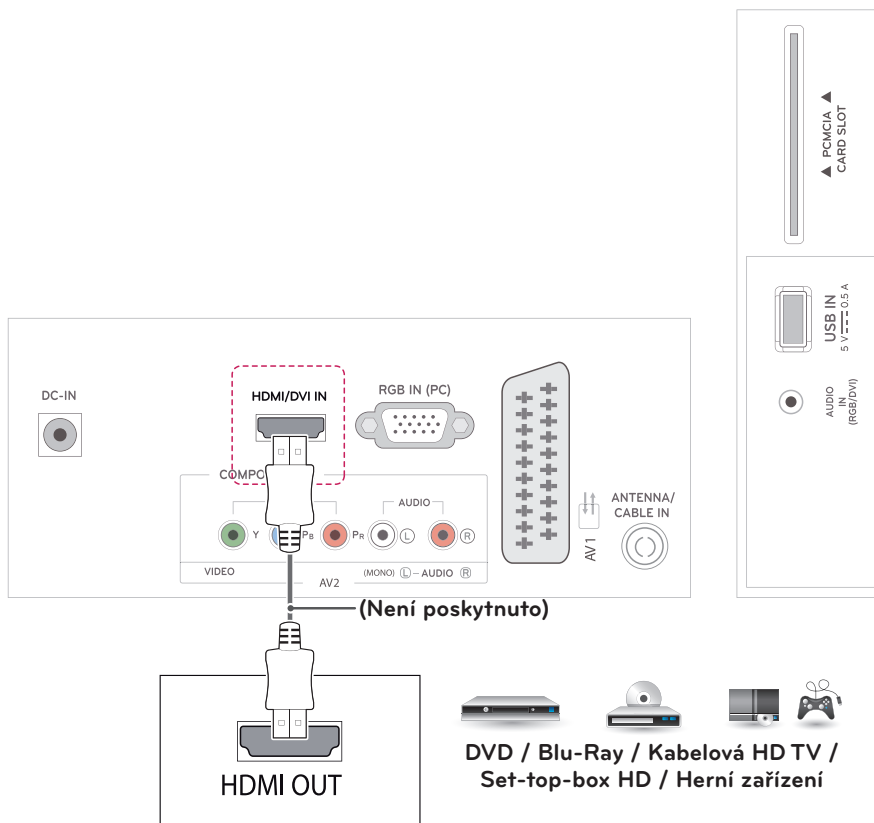 ▲ PCMCIA ▲
CARD SLOT
USB IN
5 V 0.5 A
AUDIO
IN
(RGB/DVI)
DC-IN
HDMI/DVI IN
RGB IN (PC)
COMPO
AUDIO
Y
PB
PR
L
R
VIDEO
AV2
(MONO) L - AUDIO R
AV1
ANTENNA/
CABLE IN
(Není poskytnuto)
HDMI OUT
DVD / Blu-Ray / Kabelová HD TV /
Set-top-box HD / Herní zařízení